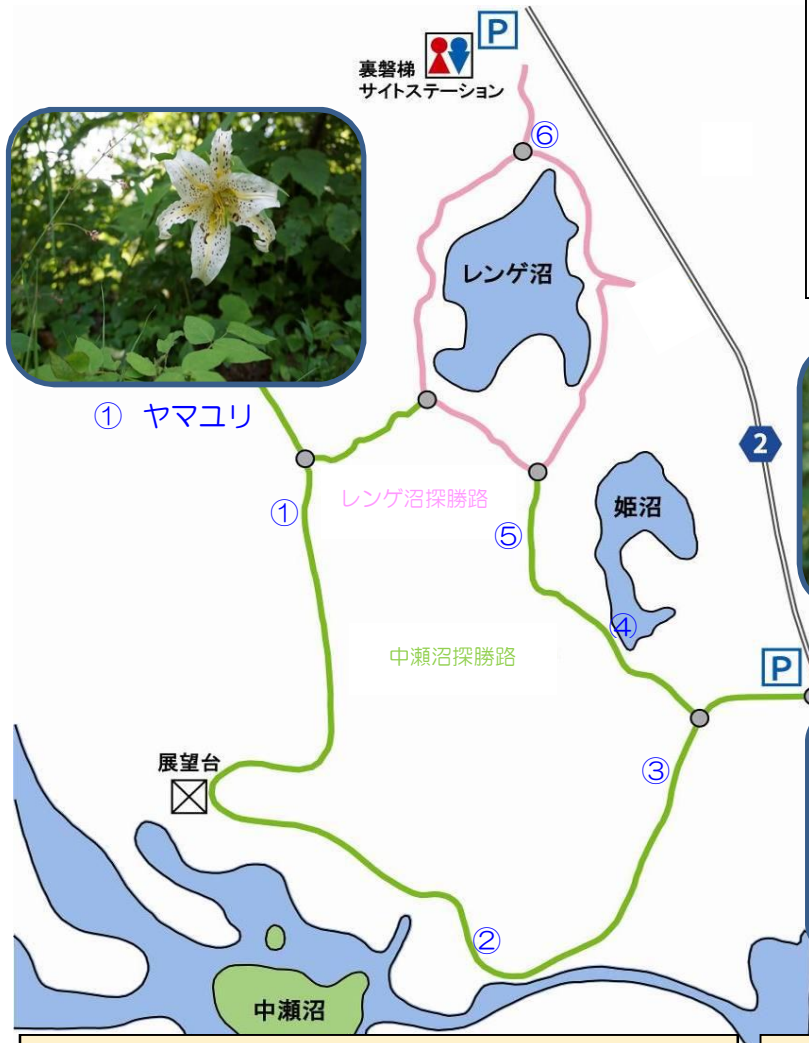 P
裏磐梯
サイトステーション
⑥
レンゲ沼
① ヤマユリ
2
レンゲ沼探勝路
①
⑤
姫沼
④
中瀬沼探勝路
P
展望台
③
②
中瀬沼